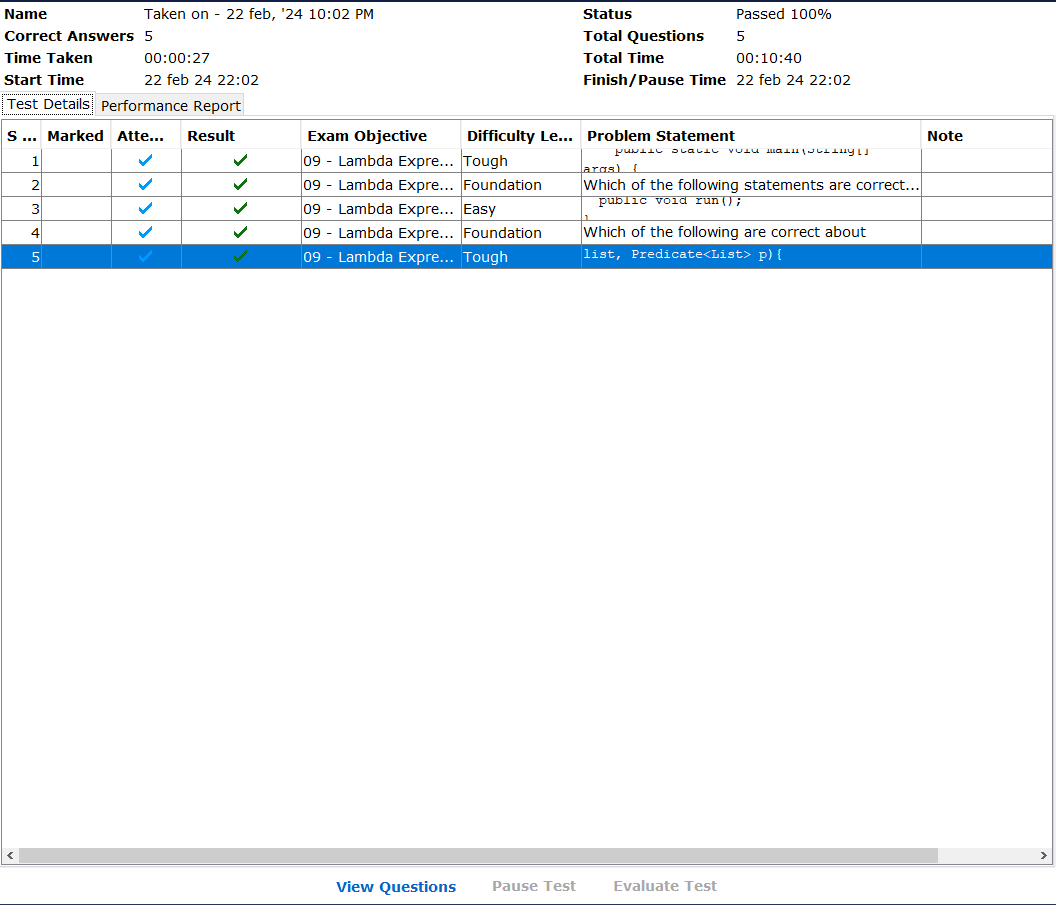 Name Taken on - 22 feb, '24 10:02 PM Status Passed 100%
Correct Answers 5 Total Questions 5
Time Taken 00:00:27 Total Time 00:10:40
Start Time 22 feb 24 22:02 Finish/Pause Time 22 feb 24 22:02
Test Details Performance Report
S ... Marked Atte... Result Exam Objective Difficulty Le... Problem Statement Note
1 09 - Lambda Expre... Tough public static void main(String[]
args) {
2 09 - Lambda Expre... Foundation Which of the following statements are correct...
3 09 - Lambda Expre... Easy public void run();
}
4 09 - Lambda Expre... Foundation Which of the following are correct about
5 09 - Lambda Expre... Tough list, Predicate<List> p){
View Questions Pause Test Evaluate Test